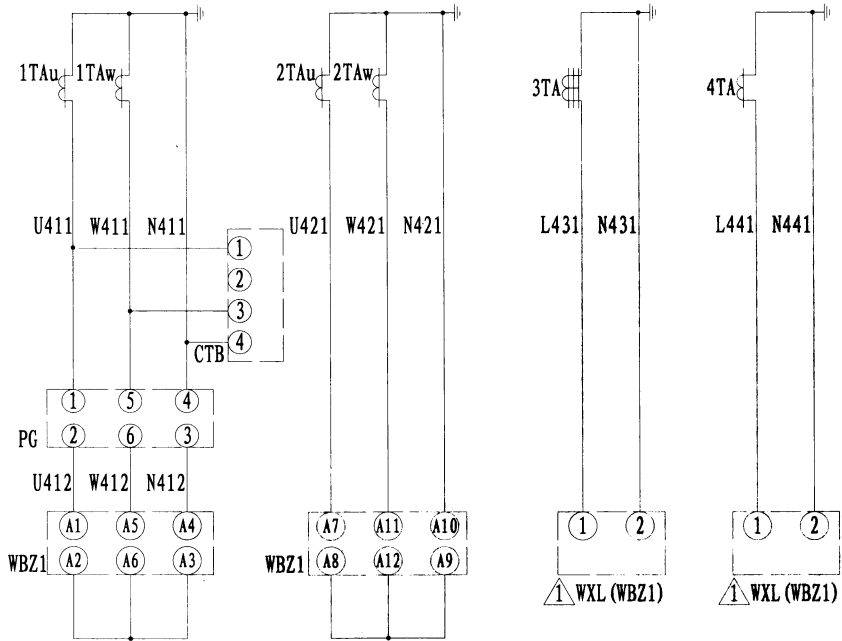 1TAu 1TAw 2TAu 2TAw 3TA 4TA
U411 W411 N411 U421 W421 N421 L431 N431 L441 N441
1
2
3
CTB 4
1 5 4
PG 2 6 3
U412 W412 N412
A1 A5 A4 A7 A11 A10 1 2 1 2
WBZ1 A2 A6 A3 WBZ1 A8 A12 A9
1 WXL (WBZ1) 1 WXL (WBZ1)